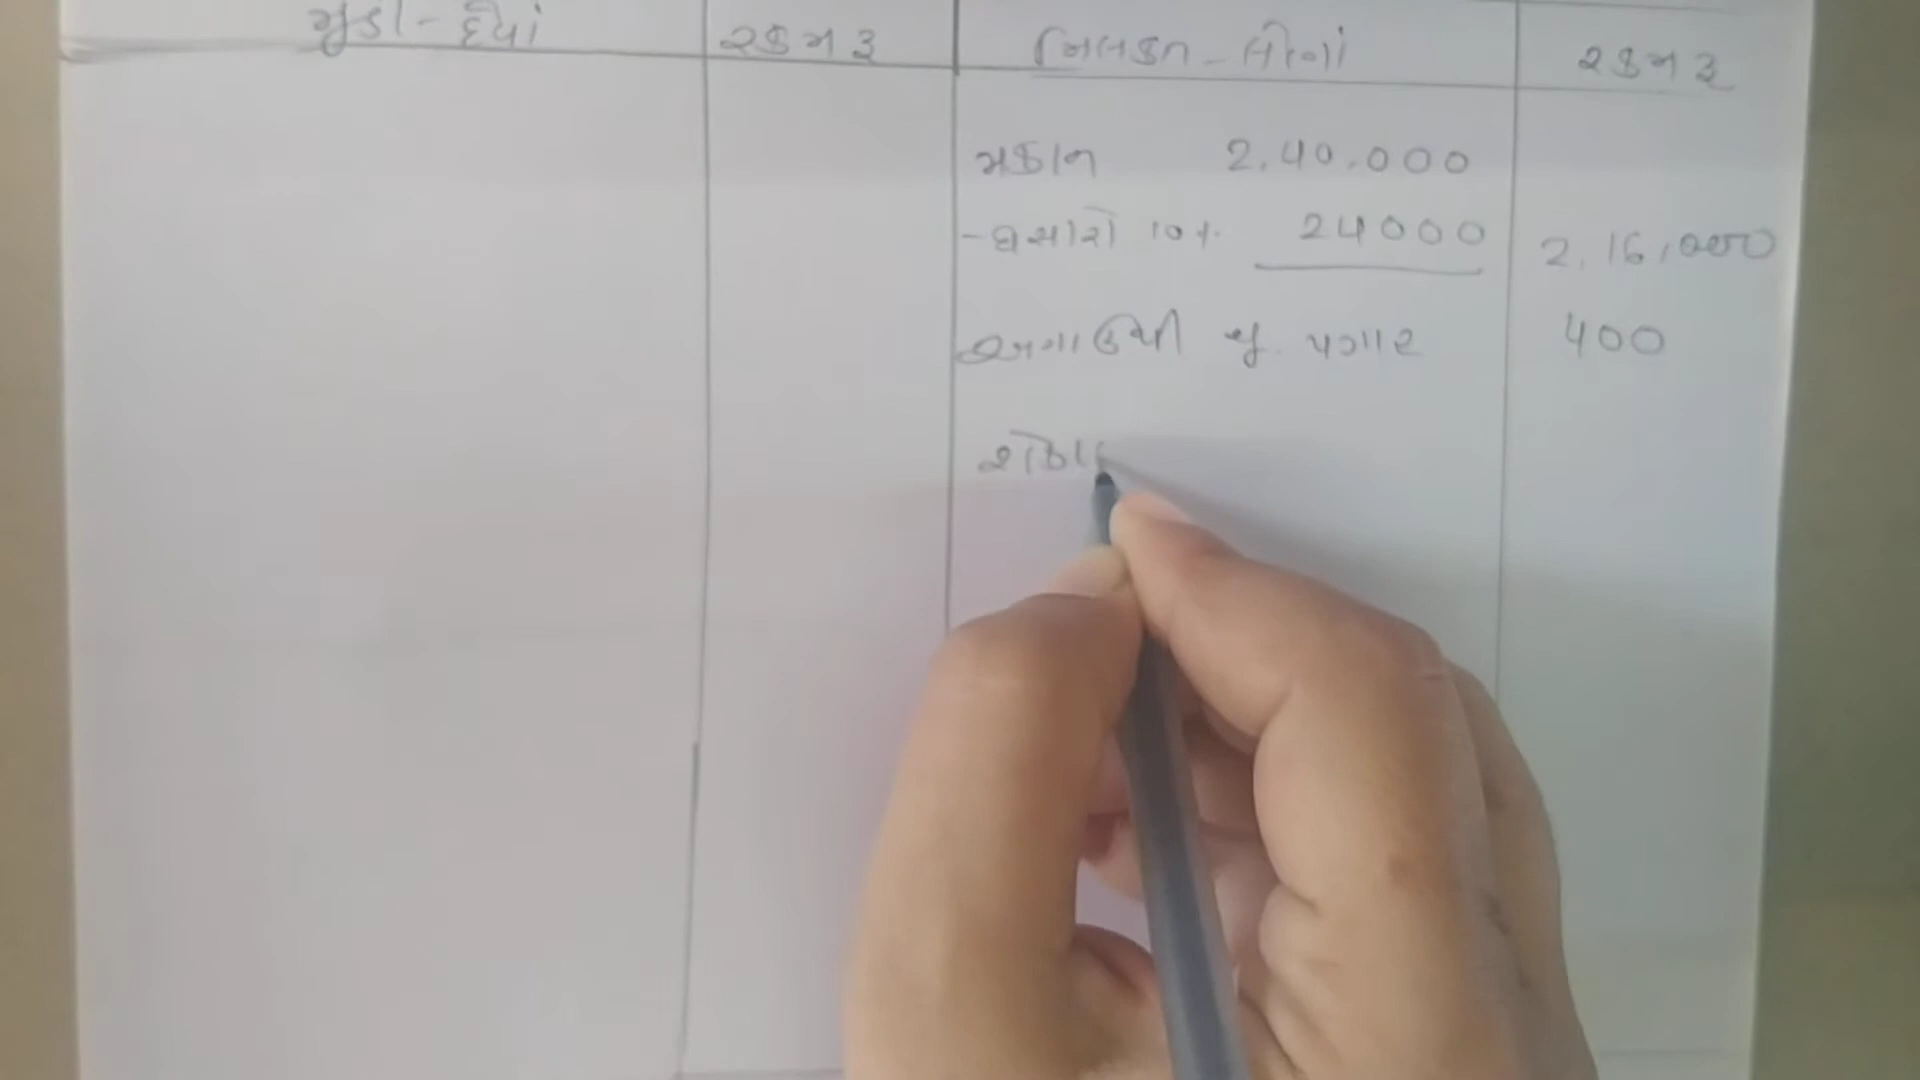 મૂડી - દેવાં રકમ રૂ મિલકત - લેણાં રકમ રૂ
મકાન 2,40,000
- ઘસારો 10% 24000 2,16,000
અગાઉથી ચૂ. પગાર 400
રોકા